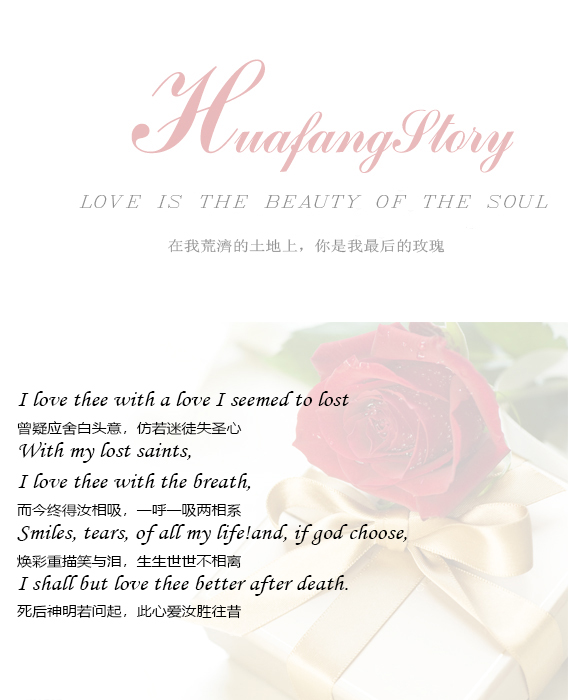 HuafangStory
LOVE IS THE BEAUTY OF THE SOUL
在我荒濟的土地上，你是我最后的玫瑰
I love thee with a love I seemed to lost
曾疑应舍白头意，仿若迷徒失圣心
With my lost saints,
I love thee with the breath,
而今终得汝相吸，一呼一吸两相系
Smiles, tears, of all my life!and, if god choose,
焕彩重描笑与泪，生生世世不相离
I shall but love thee better after death.
死后神明若问起，此心爱汝胜往昔